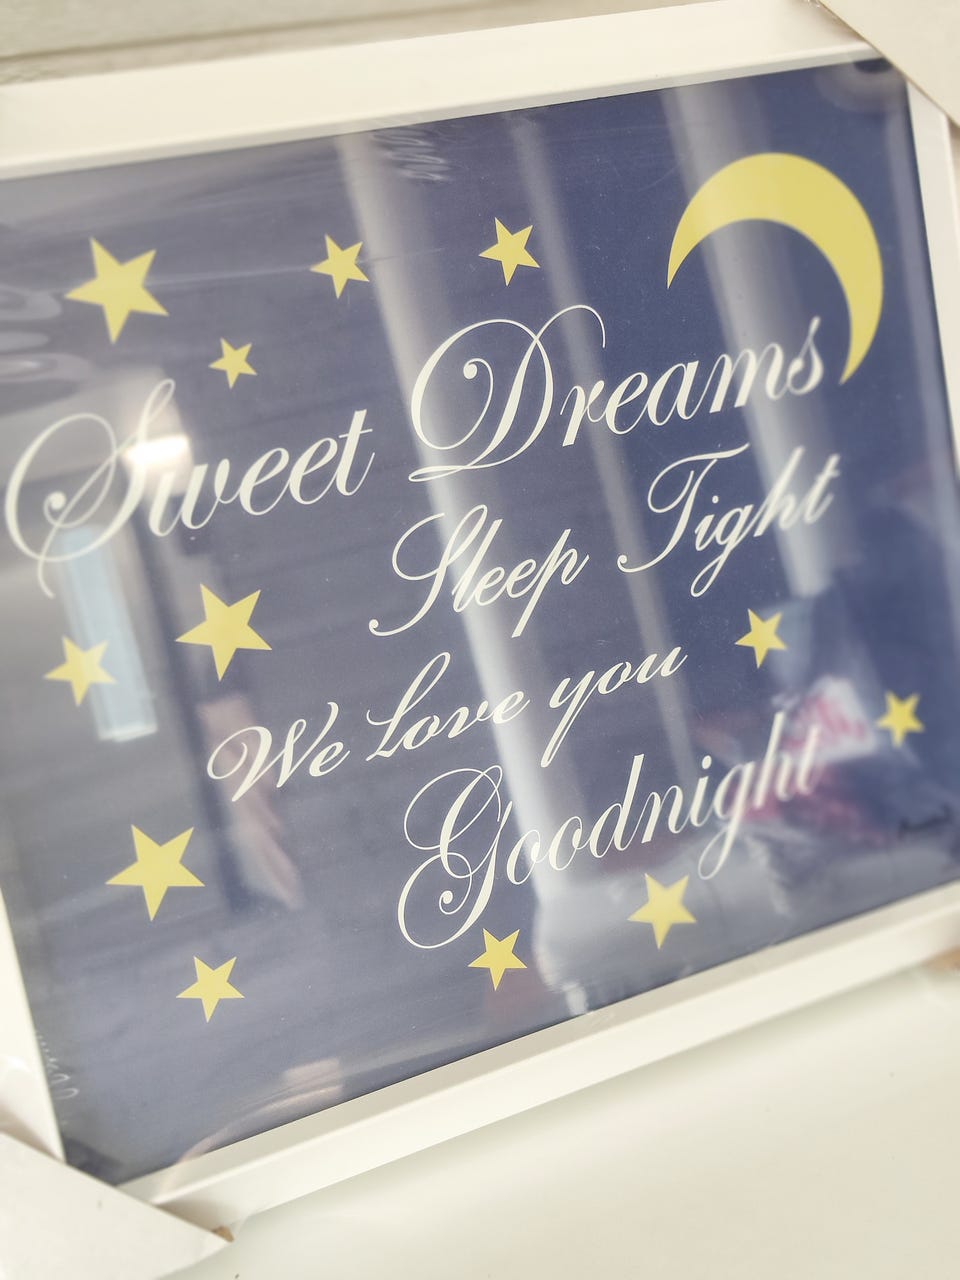 Sweet Dreams
Sleep Tight
We love you
Goodnight